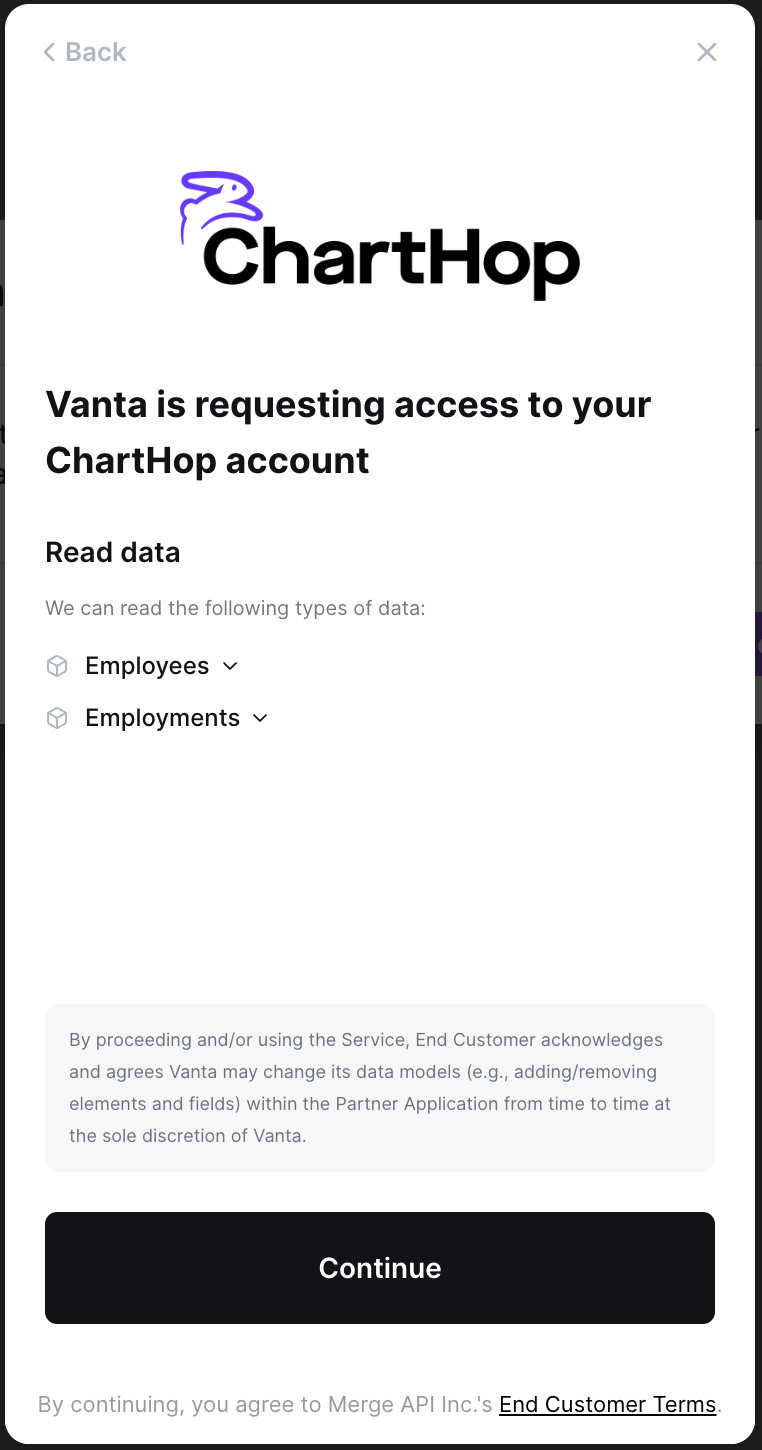 Back
ChartHop
Vanta is requesting access to your
ChartHop account
Read data
We can read the following types of data:
Employees
Employments
By proceeding and/or using the Service, End Customer acknowledges
and agrees Vanta may change its data models (e.g., adding/removing
elements and fields) within the Partner Application from time to time at
the sole discretion of Vanta.
Continue
By continuing, you agree to Merge API Inc.'s End Customer Terms.